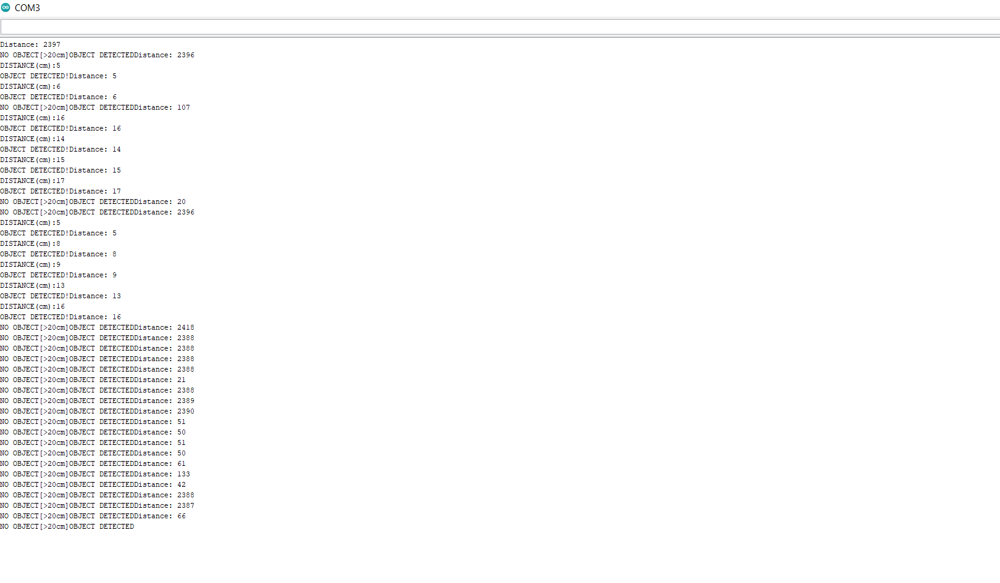 COM3
Distance: 2397
NO OBJECT[>20cm]OBJECT DETECTEDDistance: 2396
DISTANCE(cm):5
OBJECT DETECTED!Distance: 5
DISTANCE(cm):6
OBJECT DETECTED!Distance: 6
NO OBJECT[>20cm]OBJECT DETECTEDDistance: 107
DISTANCE(cm):16
OBJECT DETECTED!Distance: 16
DISTANCE(cm):14
OBJECT DETECTED!Distance: 14
DISTANCE(cm):15
OBJECT DETECTED!Distance: 15
DISTANCE(cm):17
OBJECT DETECTED!Distance: 17
NO OBJECT[>20cm]OBJECT DETECTEDDistance: 20
NO OBJECT[>20cm]OBJECT DETECTEDDistance: 2396
DISTANCE(cm):5
OBJECT DETECTED!Distance: 5
DISTANCE(cm):8
OBJECT DETECTED!Distance: 8
DISTANCE(cm):9
OBJECT DETECTED!Distance: 9
DISTANCE(cm):13
OBJECT DETECTED!Distance: 13
DISTANCE(cm):16
OBJECT DETECTED!Distance: 16
NO OBJECT[>20cm]OBJECT DETECTEDDistance: 2418
NO OBJECT[>20cm]OBJECT DETECTEDDistance: 2388
NO OBJECT[>20cm]OBJECT DETECTEDDistance: 2388
NO OBJECT[>20cm]OBJECT DETECTEDDistance: 2388
NO OBJECT[>20cm]OBJECT DETECTEDDistance: 2388
NO OBJECT[>20cm]OBJECT DETECTEDDistance: 21
NO OBJECT[>20cm]OBJECT DETECTEDDistance: 2388
NO OBJECT[>20cm]OBJECT DETECTEDDistance: 2389
NO OBJECT[>20cm]OBJECT DETECTEDDistance: 2390
NO OBJECT[>20cm]OBJECT DETECTEDDistance: 51
NO OBJECT[>20cm]OBJECT DETECTEDDistance: 50
NO OBJECT[>20cm]OBJECT DETECTEDDistance: 51
NO OBJECT[>20cm]OBJECT DETECTEDDistance: 50
NO OBJECT[>20cm]OBJECT DETECTEDDistance: 61
NO OBJECT[>20cm]OBJECT DETECTEDDistance: 133
NO OBJECT[>20cm]OBJECT DETECTEDDistance: 42
NO OBJECT[>20cm]OBJECT DETECTEDDistance: 2388
NO OBJECT[>20cm]OBJECT DETECTEDDistance: 2387
NO OBJECT[>20cm]OBJECT DETECTEDDistance: 66
NO OBJECT[>20cm]OBJECT DETECTED